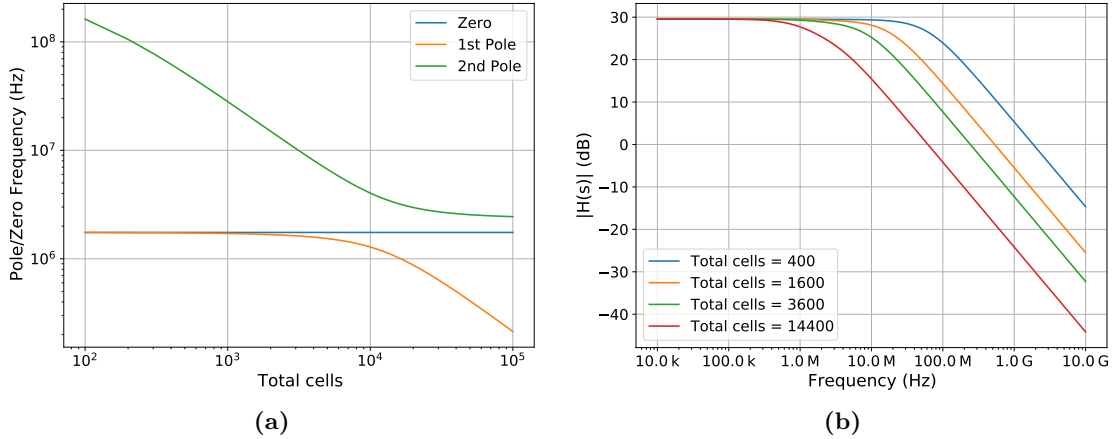 Pole/Zero Frequency (Hz)
10^8
10^7
10^6
Zero
1st Pole
2nd Pole
10^2 10^3 10^4 10^5
Total cells
(a)
|H(s)| (dB)
30
20
10
0
−10
−20
−30
−40
Total cells = 400
Total cells = 1600
Total cells = 3600
Total cells = 14400
10.0 k 100.0 k 1.0 M 10.0 M 100.0 M 1.0 G 10.0 G
Frequency (Hz)
(b)